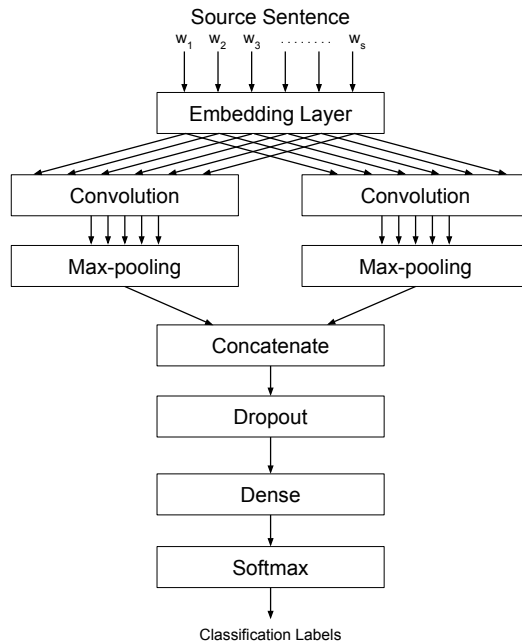 Source Sentence
w1 w2 w3 ........ ws
Embedding Layer
Convolution Convolution
Max-pooling Max-pooling
Concatenate
Dropout
Dense
Softmax
Classification Labels